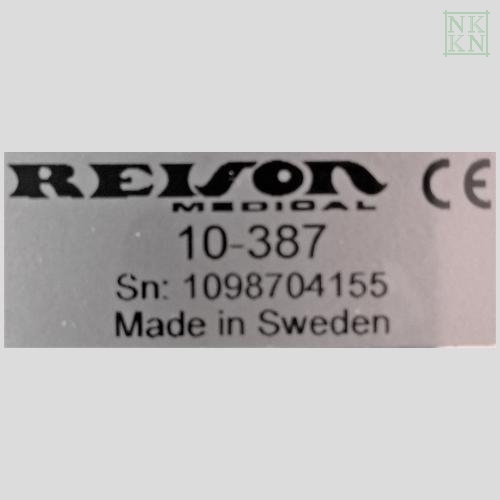 NK
KN
REISON CE
MEDICAL
10-387
Sn: 1098704155
Made in Sweden